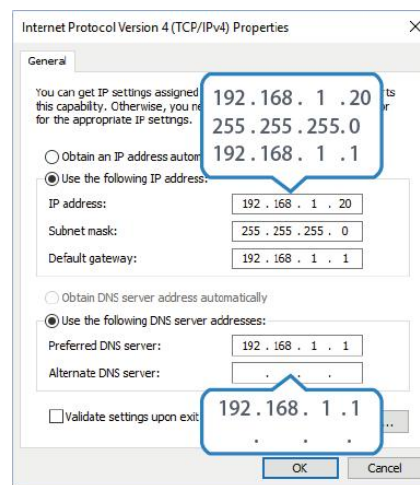 Internet Protocol Version 4 (TCP/IPv4) Properties
General
You can get IP settings assigned
this capability. Otherwise, you
for the appropriate IP settings.
192.168. 1 .20
255.255.255.0
192.168. 1 .1
Obtain an IP address
Use the following IP address:
IP address: 192 . 168 . 1 . 20
Subnet mask: 255 . 255 . 255 . 0
Default gateway: 192 . 168 . 1 . 1
Obtain DNS server address automatically
Use the following DNS server addresses:
Preferred DNS server: 192 . 168 . 1 . 1
Alternate DNS server: . . .
192.168. 1 .1
. . .
Validate settings upon exit
OK Cancel